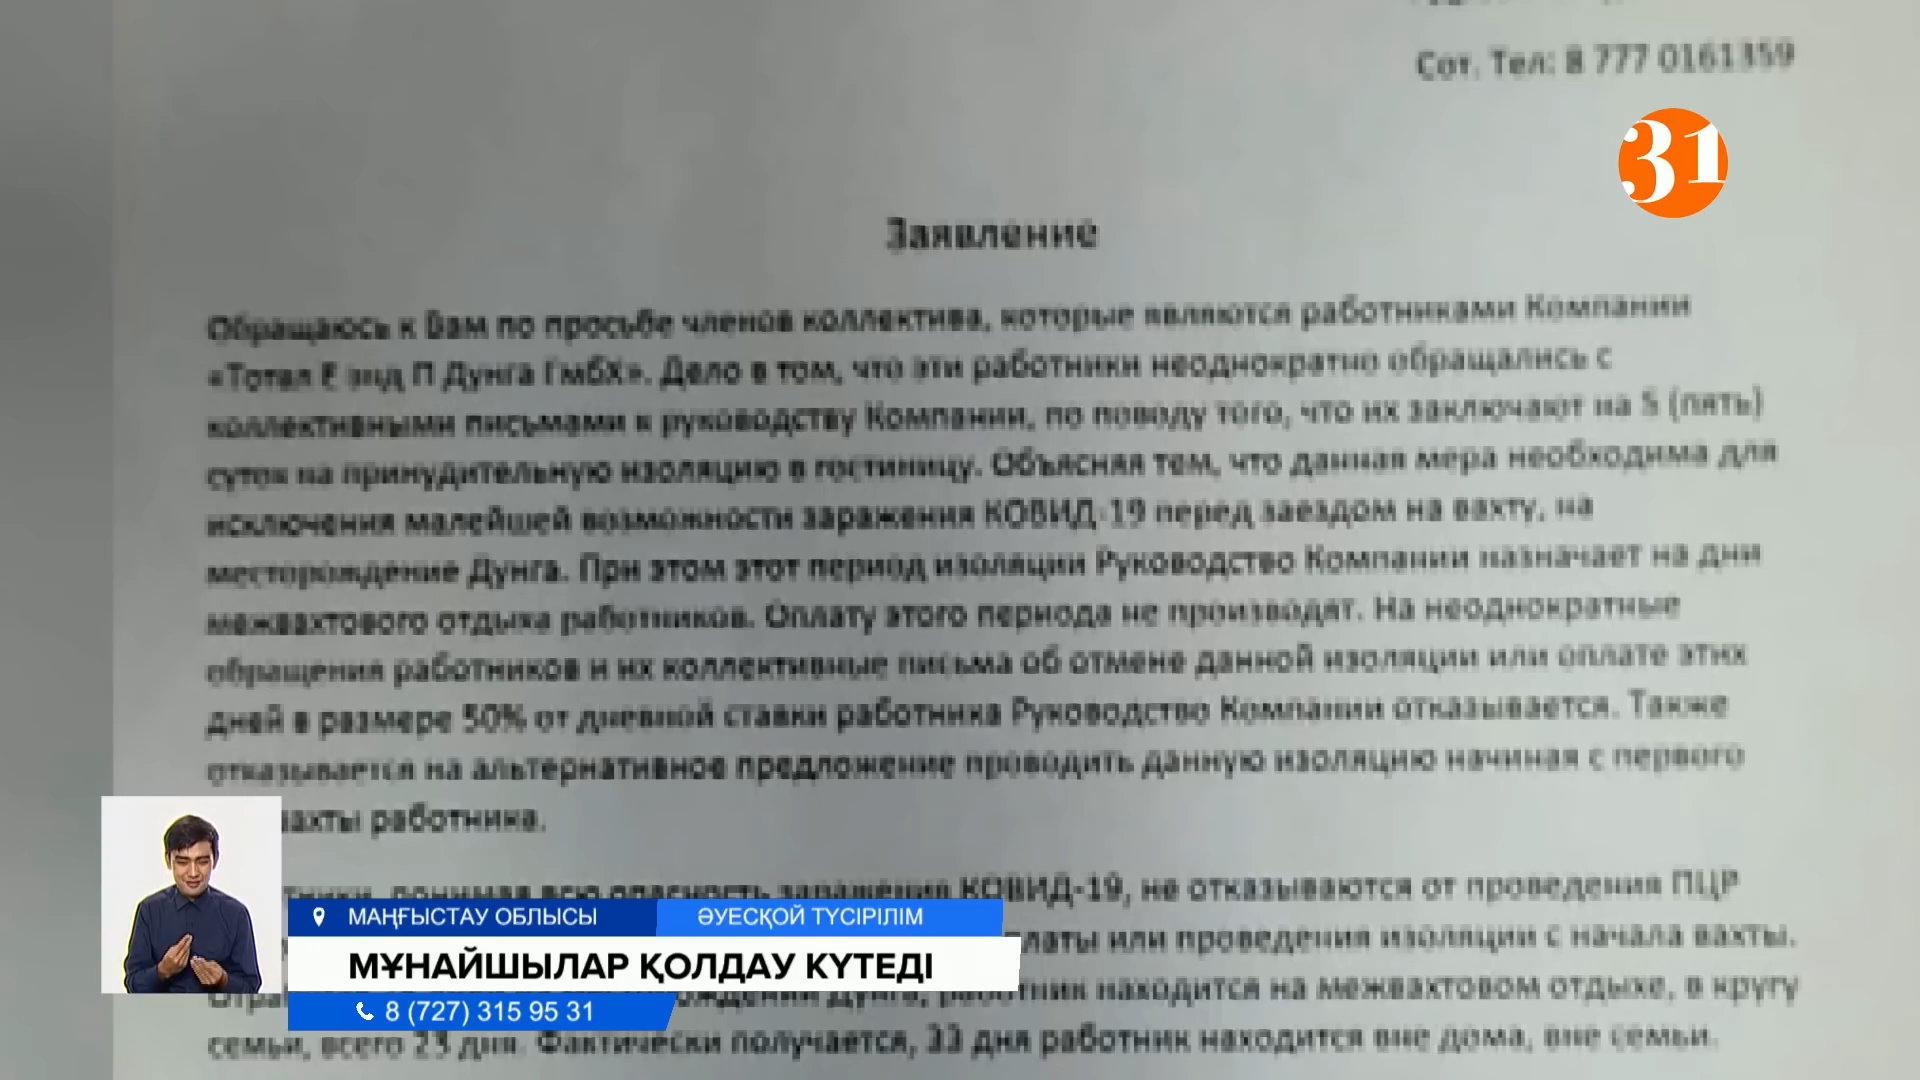 Сот. Тел: 8 777 0161359
31
Заявление
Обращаюсь к Вам по просьбе членов коллектива, которые являются работниками Компании
«Тотал Е энд П Дунга ГмбХ». Дело в том, что эти работники неоднократно обращались с
коллективными письмами к руководству Компании, по поводу того, что их заключают на 5 (пять)
суток на принудительную изоляцию в гостиницу. Объясняя тем, что данная мера необходима для
исключения малейшей возможности заражения КОВИД-19 перед заездом на вахту, на
месторождение Дунга. При этом этот период изоляции Руководство Компании назначает на дни
межвахтового отдыха работников. Оплату этого периода не производят. На неоднократные
обращения работников и их коллективные письма об отмене данной изоляции или оплате этих
дней в размере 50% от дневной ставки работника Руководство Компании отказывается. Также
отказывается на альтернативное предложение проводить данную изоляцию начиная с первого
вахты работника.
понимая всю опасность заражения КОВИД-19, не отказываются от проведения ПЦР
или проведения изоляции с начала вахты.
Дунга, работник находится на межвахтовом отдыхе, в кругу
семьи, всего 23 дня. Фактически получается, 33 дня работник находится вне дома, вне семьи.
МАҢҒЫСТАУ ОБЛЫСЫ
ӘУЕСҚОЙ ТҮСІРІЛІМ
МҰНАЙШЫЛАР ҚОЛДАУ КҮТЕДІ
8 (727) 315 95 31